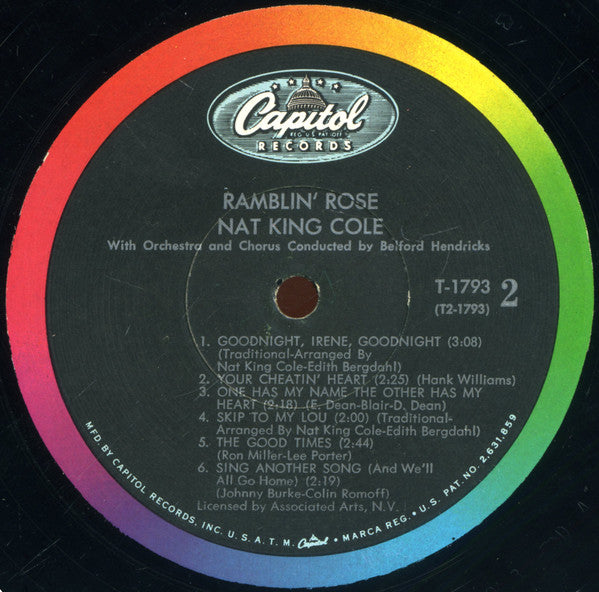 Capitol
REG. U.S. PAT. OFF.
RECORDS
RAMBLIN' ROSE
NAT KING COLE
With Orchestra and Chorus Conducted by Belford Hendricks
T-1793 2
(T2-1793)
1. GOODNIGHT, IRENE, GOODNIGHT (3:08)
(Traditional-Arranged By
Nat King Cole-Edith Bergdahl)
2. YOUR CHEATIN' HEART (2:25) (Hank Williams)
3. ONE HAS MY NAME THE OTHER HAS MY
HEART (2:18) (E. Dean-Blair-D. Dean)
4. SKIP TO MY LOU (2:00) (Traditional-
Arranged By Nat King Cole-Edith Bergdahl)
5. THE GOOD TIMES (2:44)
(Ron Miller-Lee Porter)
6. SING ANOTHER SONG (And We'll
All Go Home) (2:19)
(Johnny Burke-Colin Romoff)
Licensed by Associated Arts, N.V.
MFD. BY CAPITOL RECORDS, INC. U.S.A. T.M. Capitol • MARCA REG. • U.S. PAT. NO. 2,631,859